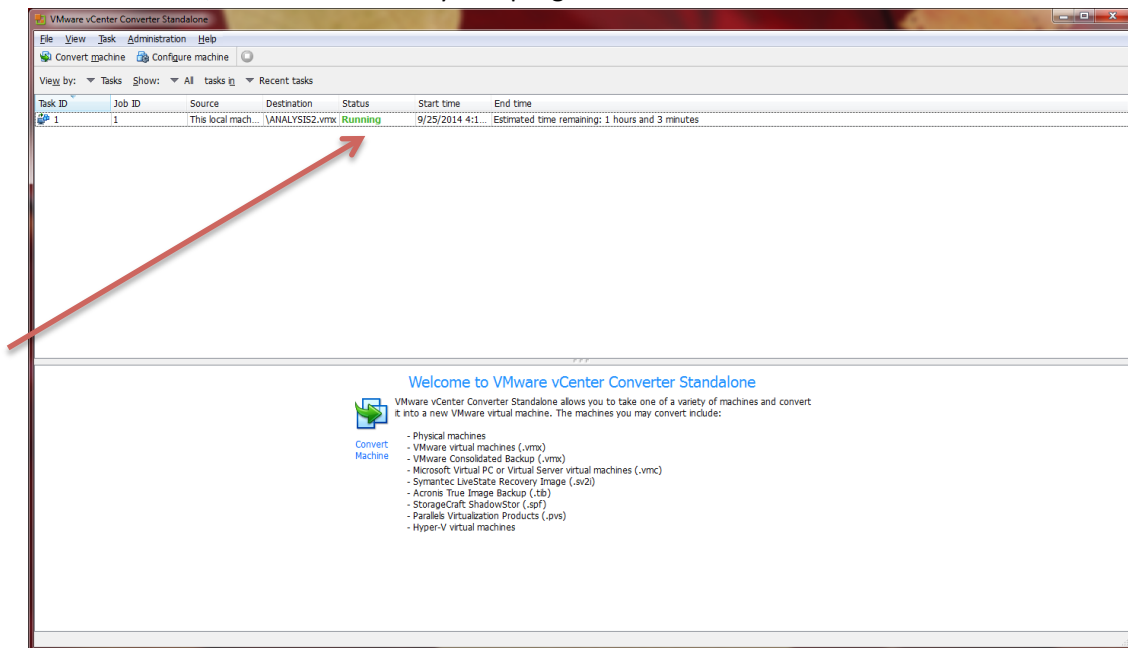 VMware vCenter Converter Standalone
File View Task Administration Help
Convert machine Configure machine
View by: Tasks Show: All tasks in Recent tasks
Task ID Job ID Source Destination Status Start time End time
1 1 This local mach... \ANALYSIS2.vmx Running 9/25/2014 4:1... Estimated time remaining: 1 hours and 3 minutes
Welcome to VMware vCenter Converter Standalone
VMware vCenter Converter Standalone allows you to take one of a variety of machines and convert
it into a new VMware virtual machine. The machines you may convert include:
Convert
Machine
- Physical machines
- VMware virtual machines (.vmx)
- VMware Consolidated Backup (.vmx)
- Microsoft Virtual PC or Virtual Server virtual machines (.vmc)
- Symantec LiveState Recovery Image (.sv2i)
- Acronis True Image Backup (.tib)
- StorageCraft ShadowStor (.spf)
- Parallels Virtualization Products (.pvs)
- Hyper-V virtual machines